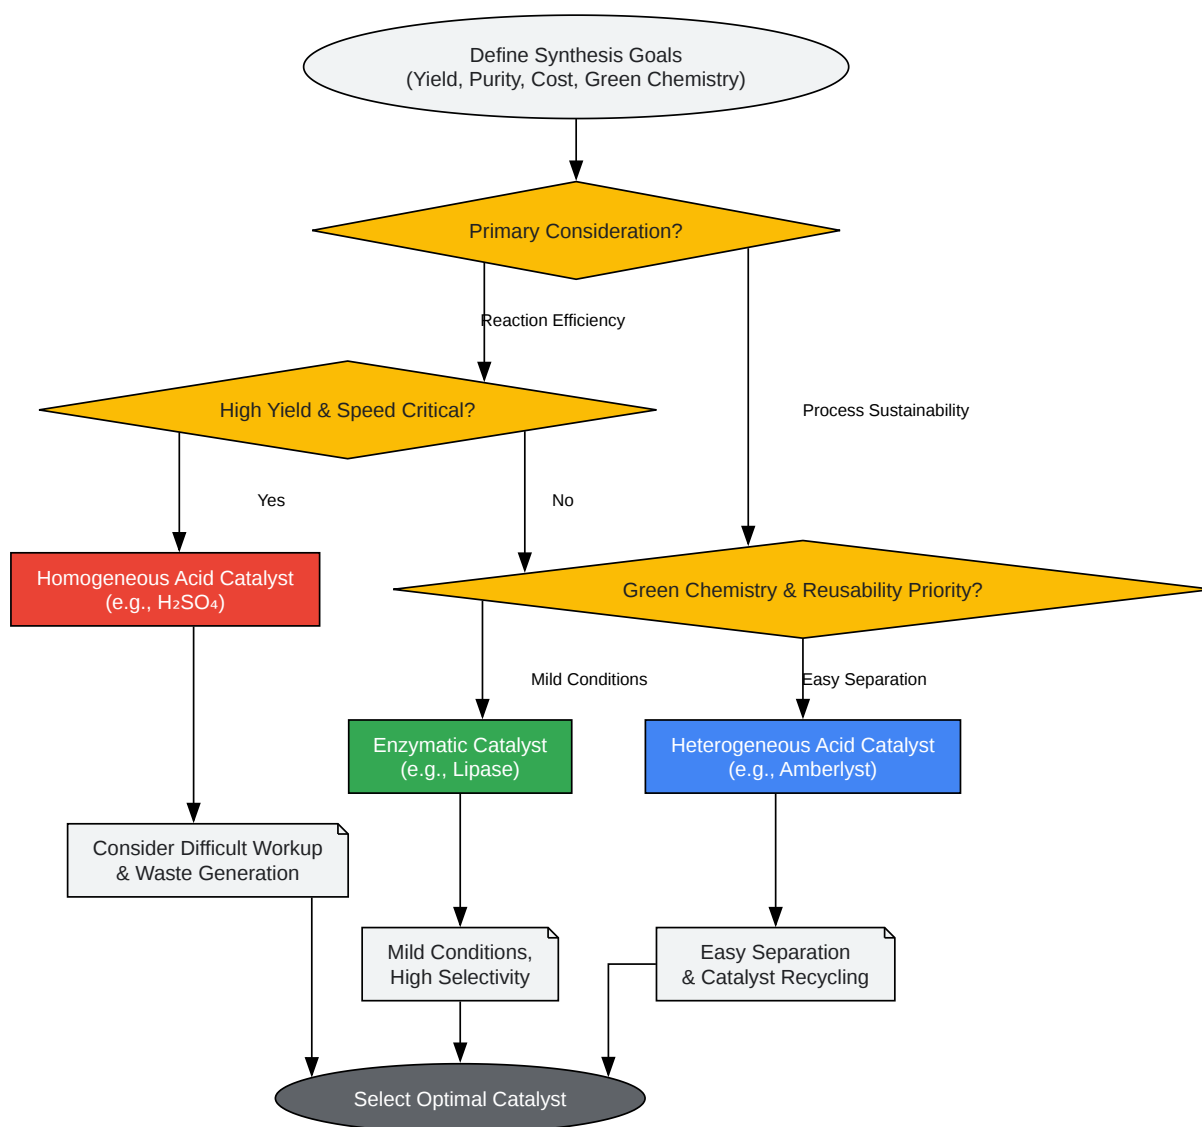 Define Synthesis Goals
(Yield, Purity, Cost, Green Chemistry)
Primary Consideration?
Reaction Efficiency
High Yield & Speed Critical?
Process Sustainability
Yes
No
Homogeneous Acid Catalyst
(e.g., H₂SO₄)
Green Chemistry & Reusability Priority?
Mild Conditions
Easy Separation
Enzymatic Catalyst
(e.g., Lipase)
Heterogeneous Acid Catalyst
(e.g., Amberlyst)
Consider Difficult Workup
& Waste Generation
Mild Conditions,
High Selectivity
Easy Separation
& Catalyst Recycling
Select Optimal Catalyst